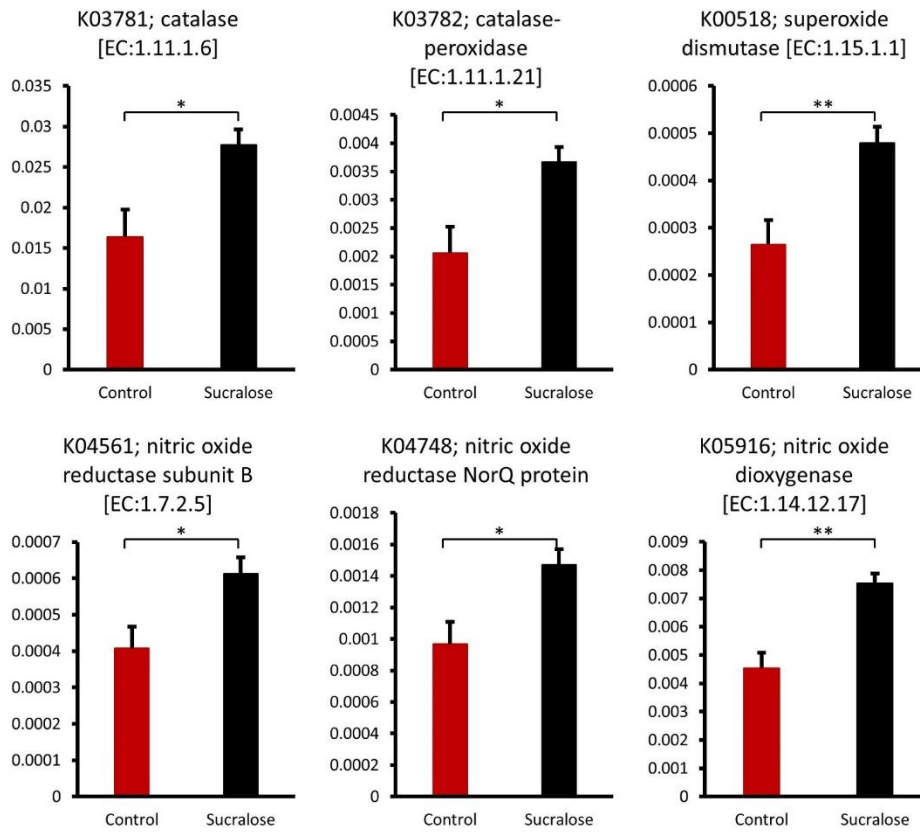 K03781; catalase
[EC:1.11.1.6]
0.035
0.03
0.025
0.02
0.015
0.01
0.005
0
*
Control Sucralose
K03782; catalase-
peroxidase
[EC:1.11.1.21]
0.0045
0.004
0.0035
0.003
0.0025
0.002
0.0015
0.001
0.0005
0
*
Control Sucralose
K00518; superoxide
dismutase [EC:1.15.1.1]
0.0006
0.0005
0.0004
0.0003
0.0002
0.0001
0
**
Control Sucralose
K04561; nitric oxide
reductase subunit B
[EC:1.7.2.5]
0.0007
0.0006
0.0005
0.0004
0.0003
0.0002
0.0001
0
*
Control Sucralose
K04748; nitric oxide
reductase NorQ protein
0.0018
0.0016
0.0014
0.0012
0.001
0.0008
0.0006
0.0004
0.0002
0
*
Control Sucralose
K05916; nitric oxide
dioxygenase
[EC:1.14.12.17]
0.009
0.008
0.007
0.006
0.005
0.004
0.003
0.002
0.001
0
**
Control Sucralose